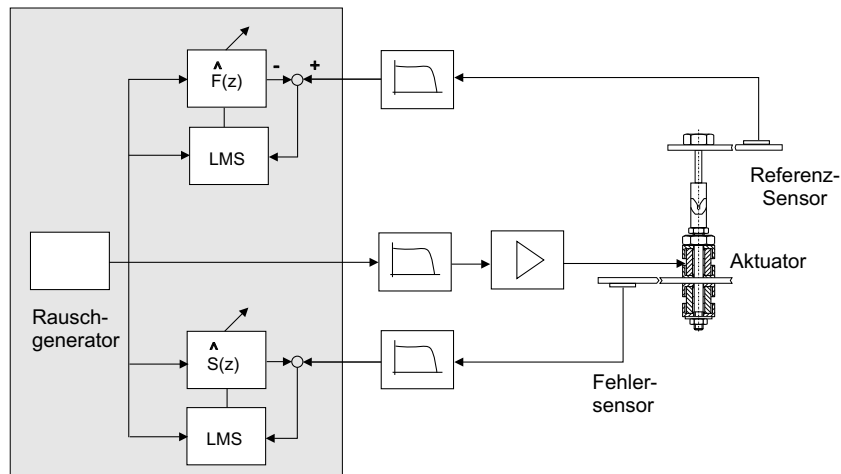 ^
F(z)
- +
LMS
Referenz-
Sensor
Aktuator
Rausch-
generator
^
S(z)
LMS
Fehler-
sensor